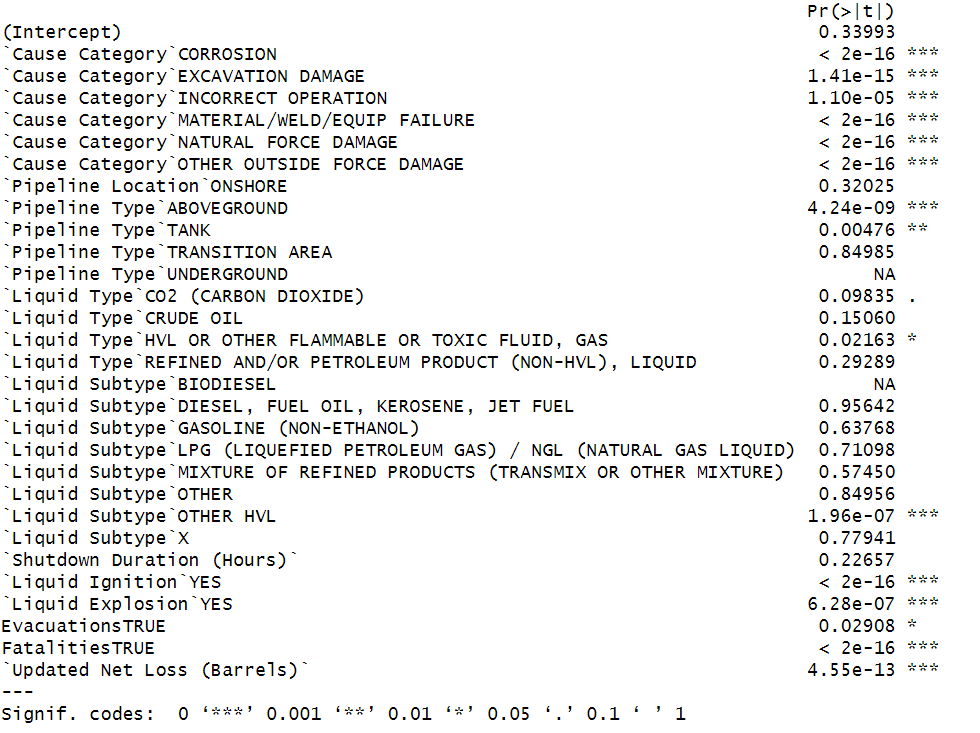 Pr(>|t|)
(Intercept) 0.33993
`Cause Category`CORROSION < 2e-16 ***
`Cause Category`EXCAVATION DAMAGE 1.41e-15 ***
`Cause Category`INCORRECT OPERATION 1.10e-05 ***
`Cause Category`MATERIAL/WELD/EQUIP FAILURE < 2e-16 ***
`Cause Category`NATURAL FORCE DAMAGE < 2e-16 ***
`Cause Category`OTHER OUTSIDE FORCE DAMAGE < 2e-16 ***
`Pipeline Location`ONSHORE 0.32025
`Pipeline Type`ABOVEGROUND 4.24e-09 ***
`Pipeline Type`TANK 0.00476 **
`Pipeline Type`TRANSITION AREA 0.84985
`Pipeline Type`UNDERGROUND NA
`Liquid Type`CO2 (CARBON DIOXIDE) 0.09835 .
`Liquid Type`CRUDE OIL 0.15060
`Liquid Type`HVL OR OTHER FLAMMABLE OR TOXIC FLUID, GAS 0.02163 *
`Liquid Type`REFINED AND/OR PETROLEUM PRODUCT (NON-HVL), LIQUID 0.29289
`Liquid Subtype`BIODIESEL NA
`Liquid Subtype`DIESEL, FUEL OIL, KEROSENE, JET FUEL 0.95642
`Liquid Subtype`GASOLINE (NON-ETHANOL) 0.63768
`Liquid Subtype`LPG (LIQUEFIED PETROLEUM GAS) / NGL (NATURAL GAS LIQUID) 0.71098
`Liquid Subtype`MIXTURE OF REFINED PRODUCTS (TRANSMIX OR OTHER MIXTURE) 0.57450
`Liquid Subtype`OTHER 0.84956
`Liquid Subtype`OTHER HVL 1.96e-07 ***
`Liquid Subtype`X 0.77941
`Shutdown Duration (Hours)` 0.22657
`Liquid Ignition`YES < 2e-16 ***
`Liquid Explosion`YES 6.28e-07 ***
EvacuationsTRUE 0.02908 *
FatalitiesTRUE < 2e-16 ***
`Updated Net Loss (Barrels)` 4.55e-13 ***
---
Signif. codes: 0 ‘***’ 0.001 ‘**’ 0.01 ‘*’ 0.05 ‘.’ 0.1 ‘ ’ 1